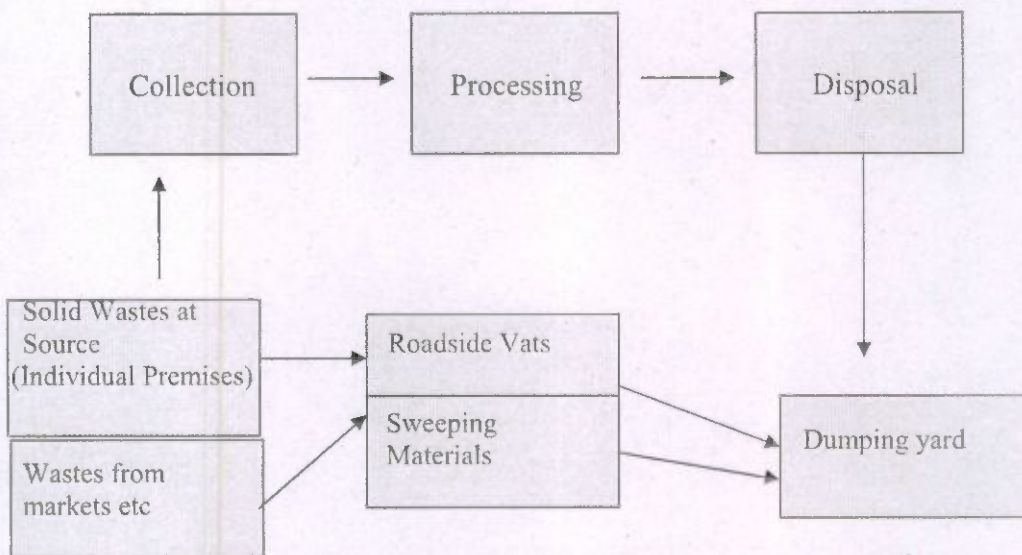 Collection
Processing
Disposal
Solid Wastes at
Source
(Individual Premises)
Roadside Vats
Sweeping
Materials
Dumping yard
Wastes from
markets etc